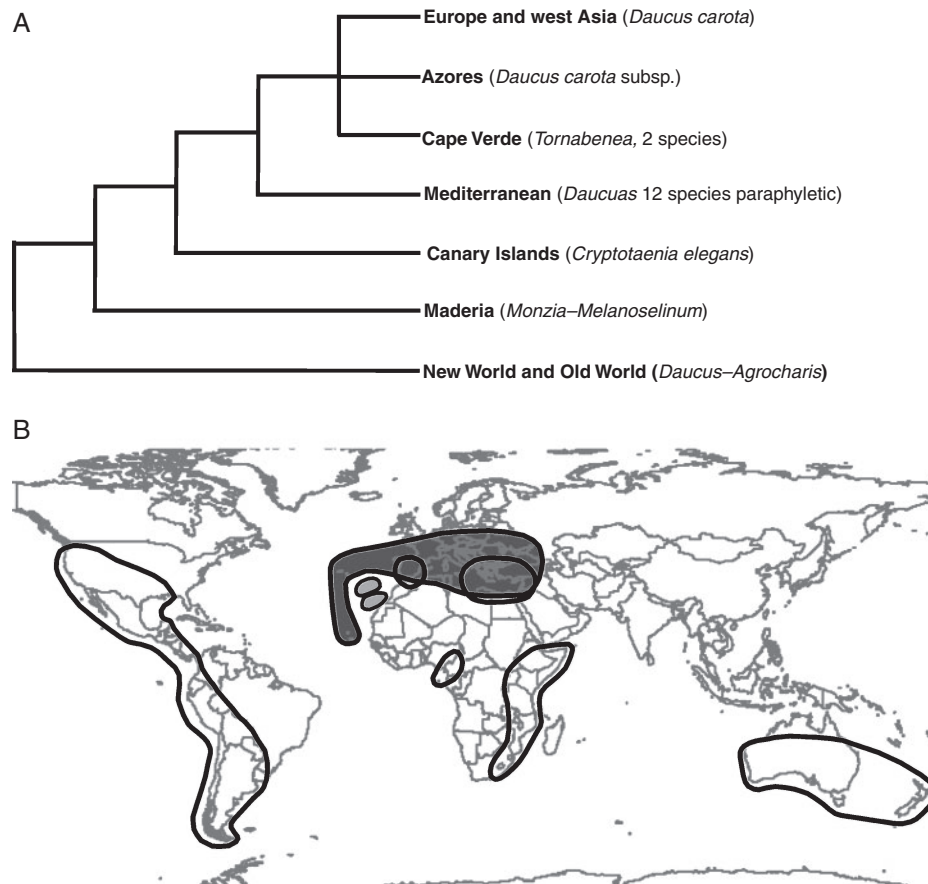 A
Europe and west Asia (Daucus carota)
Azores (Daucus carota subsp.)
Cape Verde (Tornabenea, 2 species)
Mediterranean (Daucuas 12 species paraphyletic)
Canary Islands (Cryptotaenia elegans)
Maderia (Monzia–Melanoselinum)
New World and Old World (Daucus–Agrocharis)
B